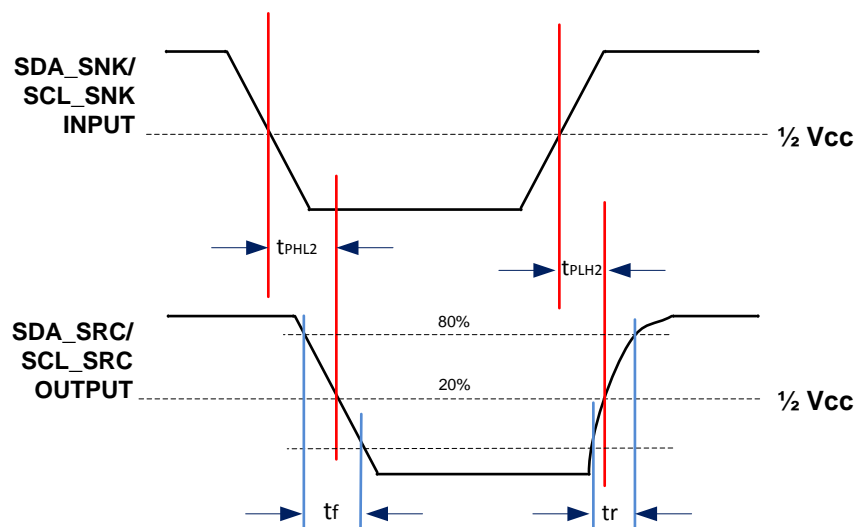 SDA_SNK/
SCL_SNK
INPUT
½ Vcc
tPHL2
tPLH2
SDA_SRC/
SCL_SRC
OUTPUT
80%
20%
½ Vcc
tf
tr